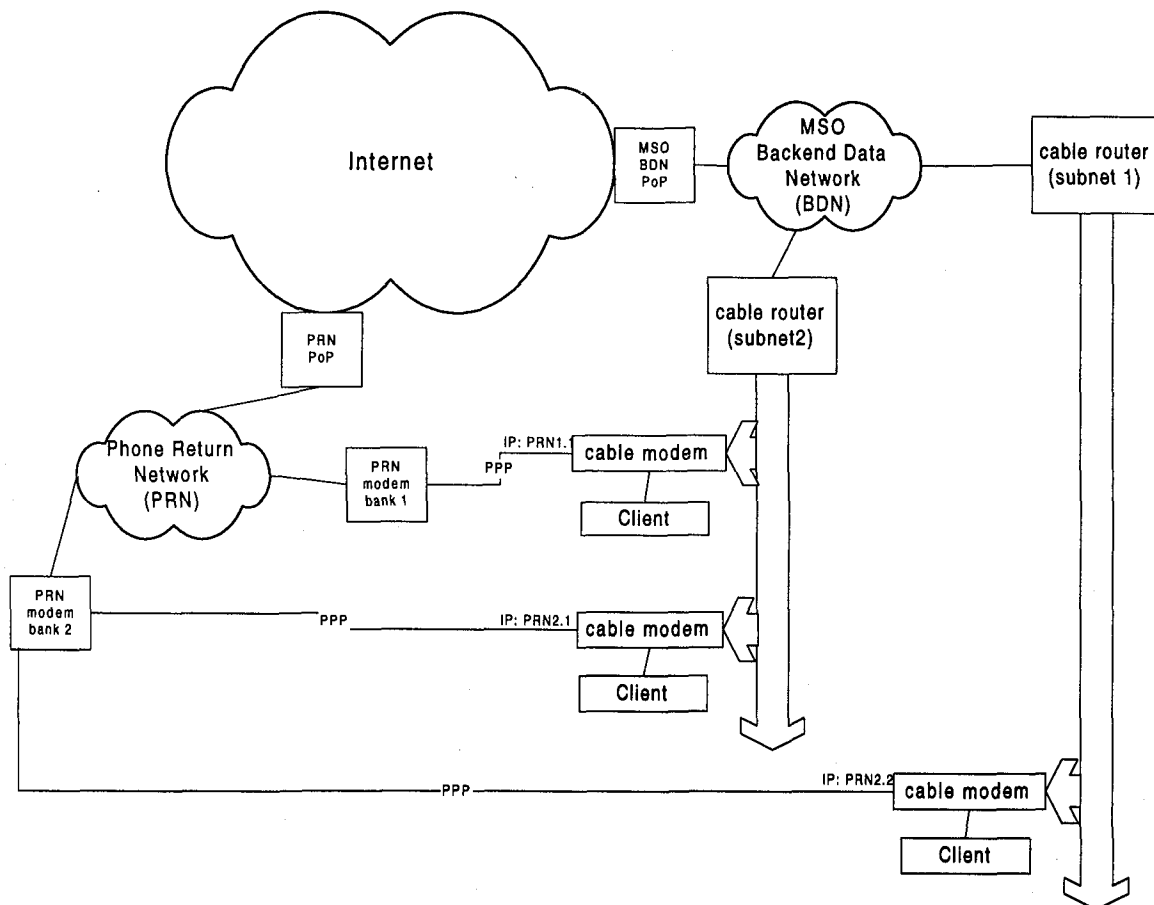 Internet
MSO
BDN
PoP
MSO
Backend Data
Network
(BDN)
cable router
(subnet 1)
cable router
(subnet2)
PRN
PoP
Phone Return
Network
(PRN)
PRN
modem
bank 1
PPP
IP: PRN1.1
cable modem
Client
PRN
modem
bank 2
PPP
IP: PRN2.1
cable modem
Client
PPP
IP: PRN2.2
cable modem
Client